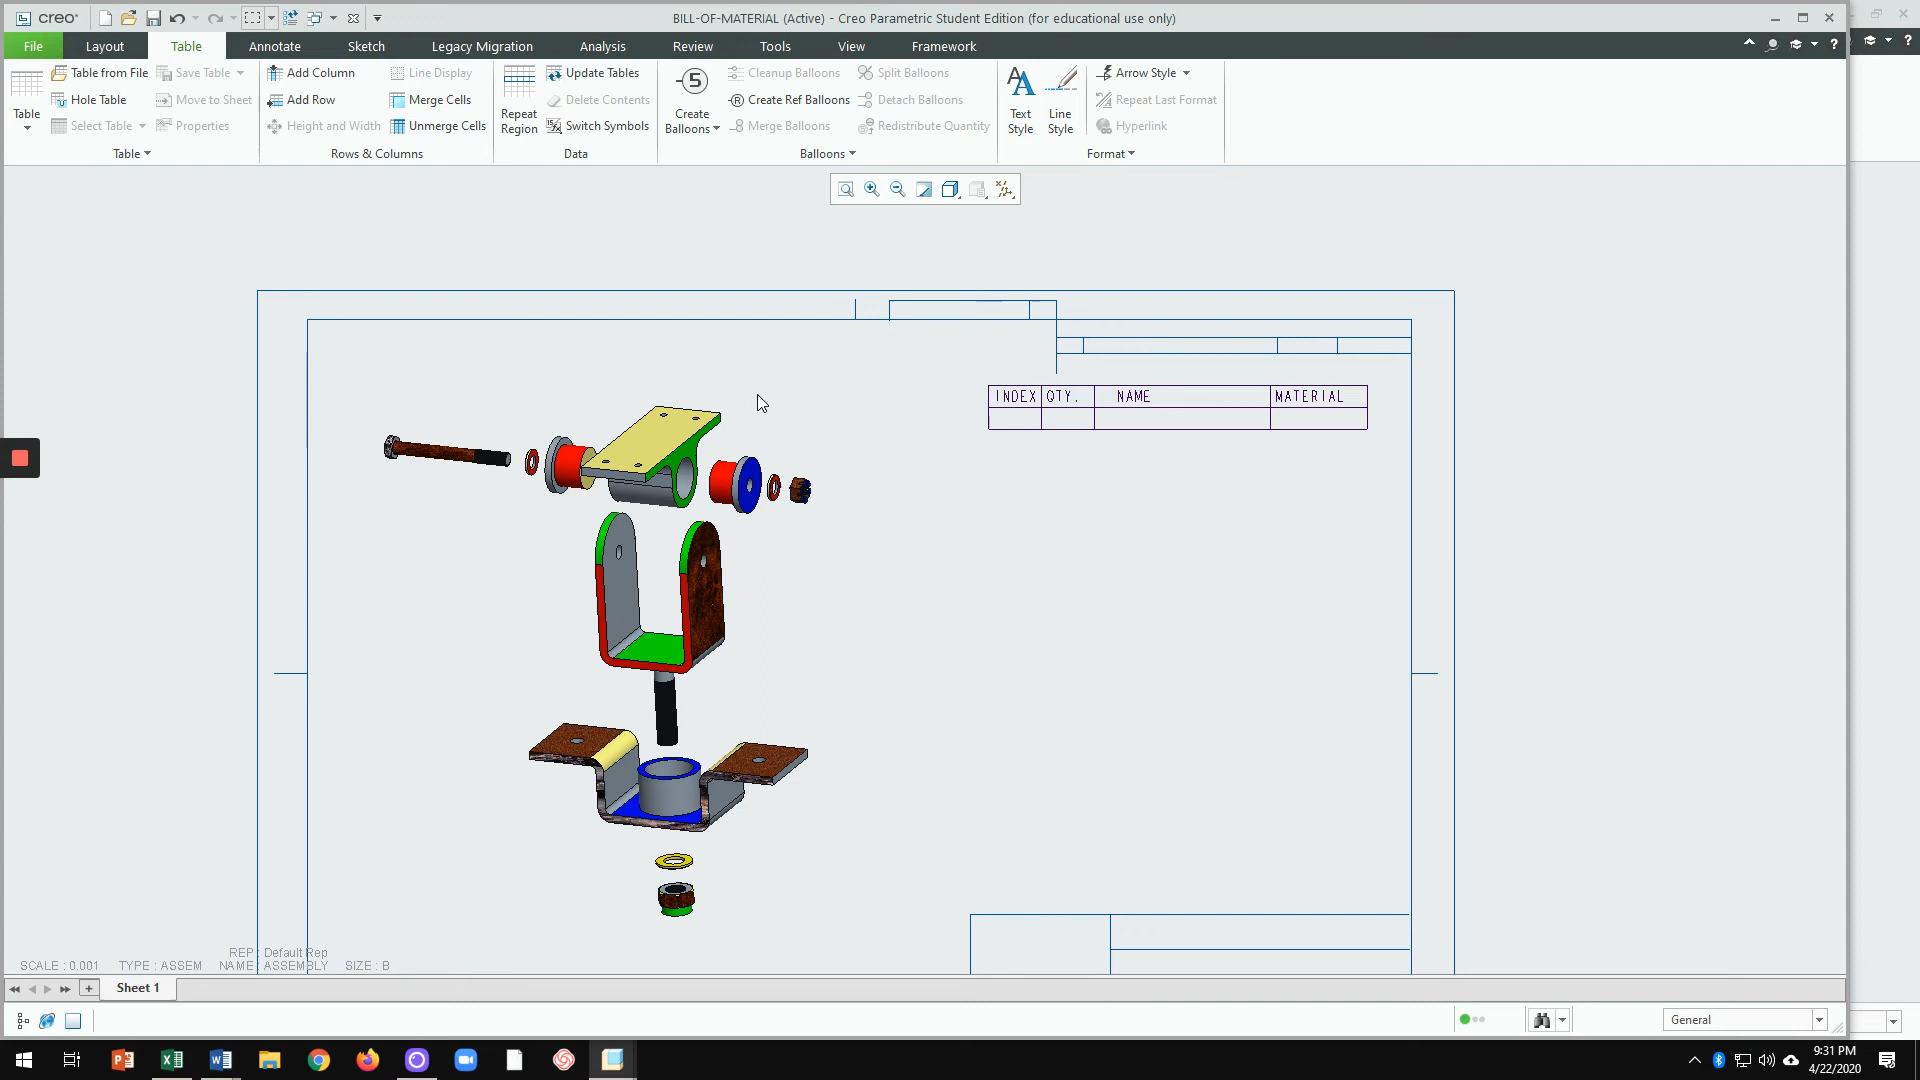 creo
BILL-OF-MATERIAL (Active) - Creo Parametric Student Edition (for educational use only)
File Layout Table Annotate Sketch Legacy Migration Analysis Review Tools View Framework
Table from File Save Table Add Column Line Display Update Tables Cleanup Balloons Split Balloons Arrow Style
Hole Table Move to Sheet Add Row Merge Cells Delete Contents Create Ref Balloons Detach Balloons Repeat Last Format
Table Select Table Properties Height and Width Unmerge Cells Repeat Region Switch Symbols 5 Create Balloons Merge Balloons Redistribute Quantity Text Style Line Style Hyperlink
Table Rows & Columns Data Balloons Format
INDEX QTY. NAME MATERIAL
REP : Default Rep
SCALE : 0.001 TYPE : ASSEM NAME : ASSEMBLY SIZE : B
Sheet 1
General
9:31 PM
4/22/2020